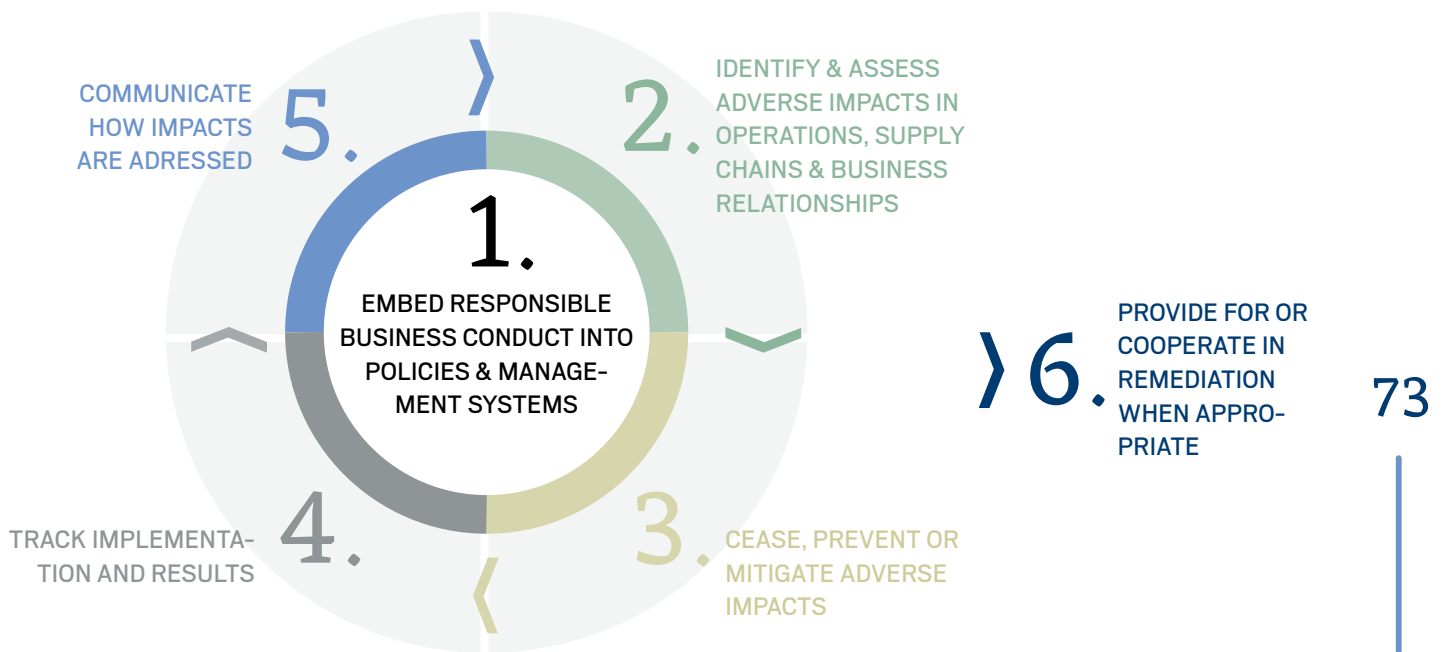 1.
EMBED RESPONSIBLE
BUSINESS CONDUCT INTO
POLICIES & MANAGE-
MENT SYSTEMS
2.
IDENTIFY & ASSESS
ADVERSE IMPACTS IN
OPERATIONS, SUPPLY
CHAINS & BUSINESS
RELATIONSHIPS
3.
CEASE, PREVENT OR
MITIGATE ADVERSE
IMPACTS
4.
TRACK IMPLEMENTA-
TION AND RESULTS
5.
COMMUNICATE
HOW IMPACTS
ARE ADRESSED
6.
PROVIDE FOR OR
COOPERATE IN
REMEDIATION
WHEN APPRO-
PRIATE
73